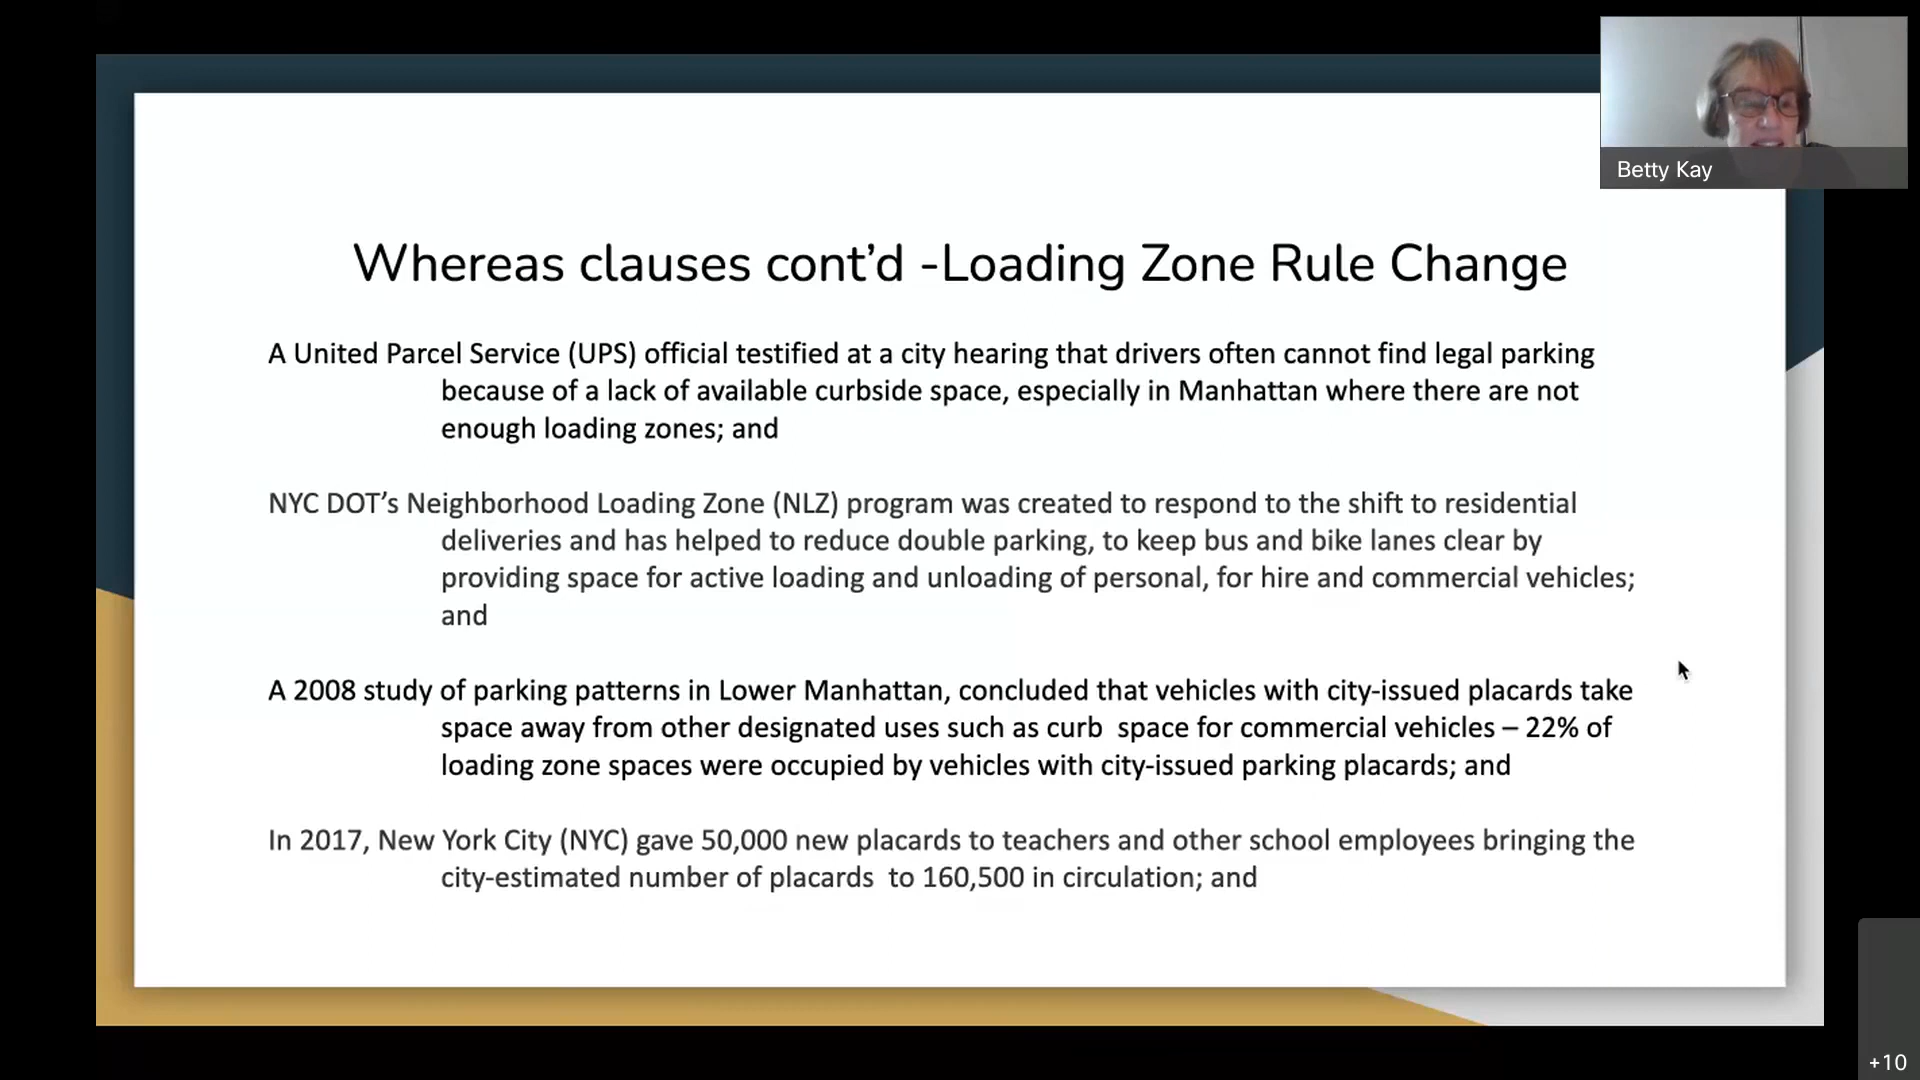 Betty Kay
Whereas clauses cont’d -Loading Zone Rule Change
A United Parcel Service (UPS) official testified at a city hearing that drivers often cannot find legal parking
because of a lack of available curbside space, especially in Manhattan where there are not
enough loading zones; and
NYC DOT’s Neighborhood Loading Zone (NLZ) program was created to respond to the shift to residential
deliveries and has helped to reduce double parking, to keep bus and bike lanes clear by
providing space for active loading and unloading of personal, for hire and commercial vehicles;
and
A 2008 study of parking patterns in Lower Manhattan, concluded that vehicles with city-issued placards take
space away from other designated uses such as curb  space for commercial vehicles – 22% of
loading zone spaces were occupied by vehicles with city-issued parking placards; and
In 2017, New York City (NYC) gave 50,000 new placards to teachers and other school employees bringing the
city-estimated number of placards  to 160,500 in circulation; and
+10